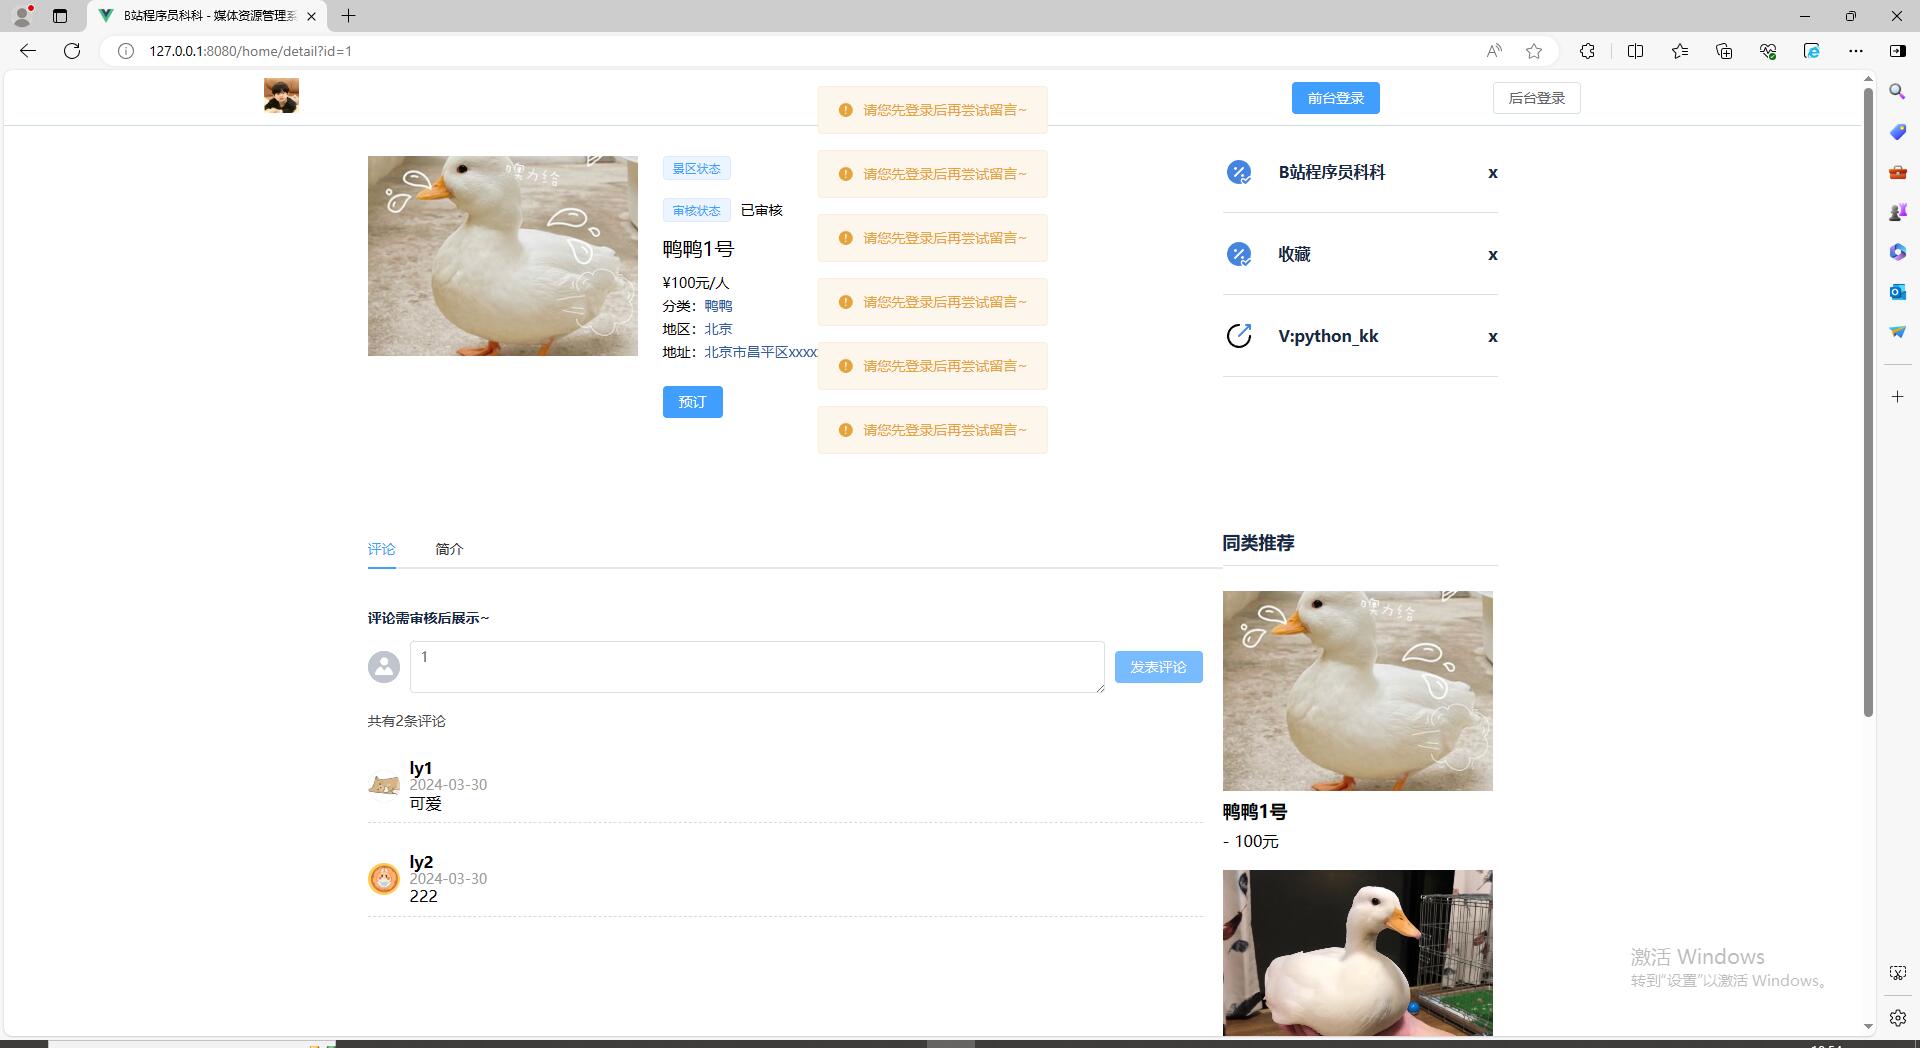 B站程序员科科 - 媒体资源管理系
127.0.0.1:8080/home/detail?id=1
前台登录
后台登录
请您先登录后再尝试留言~
请您先登录后再尝试留言~
请您先登录后再尝试留言~
请您先登录后再尝试留言~
请您先登录后再尝试留言~
请您先登录后再尝试留言~
噢力给
景区状态
审核状态 已审核
鸭鸭1号
¥100元/人
分类：鸭鸭
地区：北京
地址：北京市昌平区xxxx
预订
B站程序员科科 x
收藏 x
V:python_kk x
评论 简介
评论需审核后展示~
1
发表评论
共有2条评论
ly1
2024-03-30
可爱
ly2
2024-03-30
222
同类推荐
噢力给
鸭鸭1号
- 100元
激活 Windows
转到“设置”以激活 Windows。